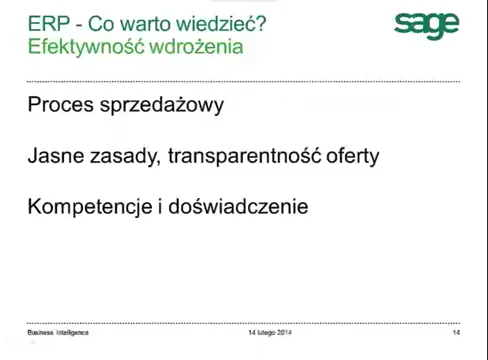 ERP - Co warto wiedzieć?
sage
Efektywność wdrożenia
Proces sprzedażowy
Jasne zasady, transparentność oferty
Kompetencje i doświadczenie
Business Intelligence 14 lutego 2014 14